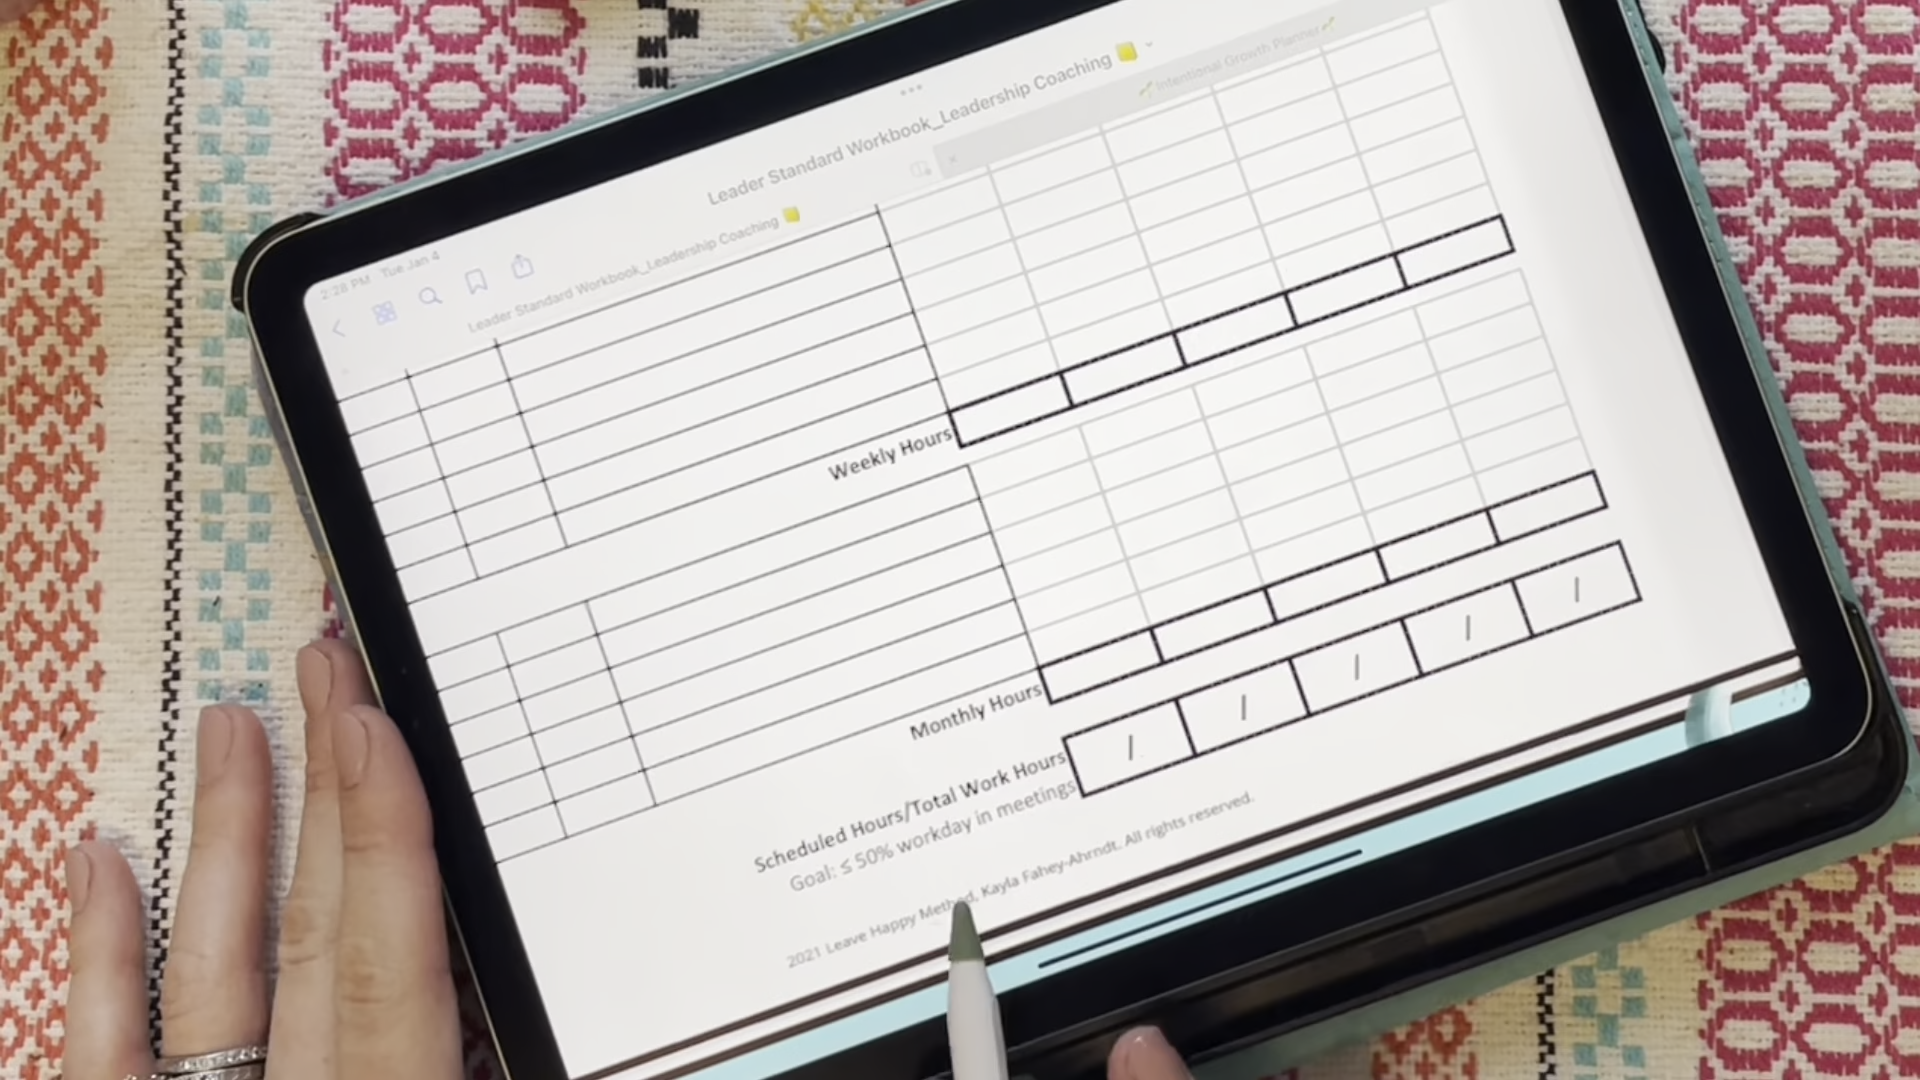 2:28 PM Tue Jan 4
Leader Standard Workbook_Leadership Coaching
Leader Standard Workbook_Leadership Coaching
Intentional Growth Planner
Weekly Hours
Monthly Hours
Scheduled Hours/Total Work Hours
/ / / / /
Goal: ≤ 50% workday in meetings
2021 Leave Happy Method, Kayla Fahey-Ahrndt. All rights reserved.